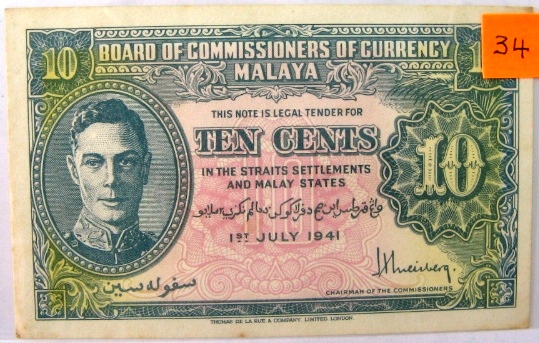 10 BOARD OF COMMISSIONERS OF CURRENCY 1
34
MALAYA
THIS NOTE IS LEGAL TENDER FOR
TEN CENTS
10
IN THE STRAITS SETTLEMENTS
AND MALAY STATES
1ST JULY 1941
سفوله سين
CHAIRMAN OF THE COMMISSIONERS
10
THOMAS DE LA RUE & COMPANY, LIMITED, LONDON.